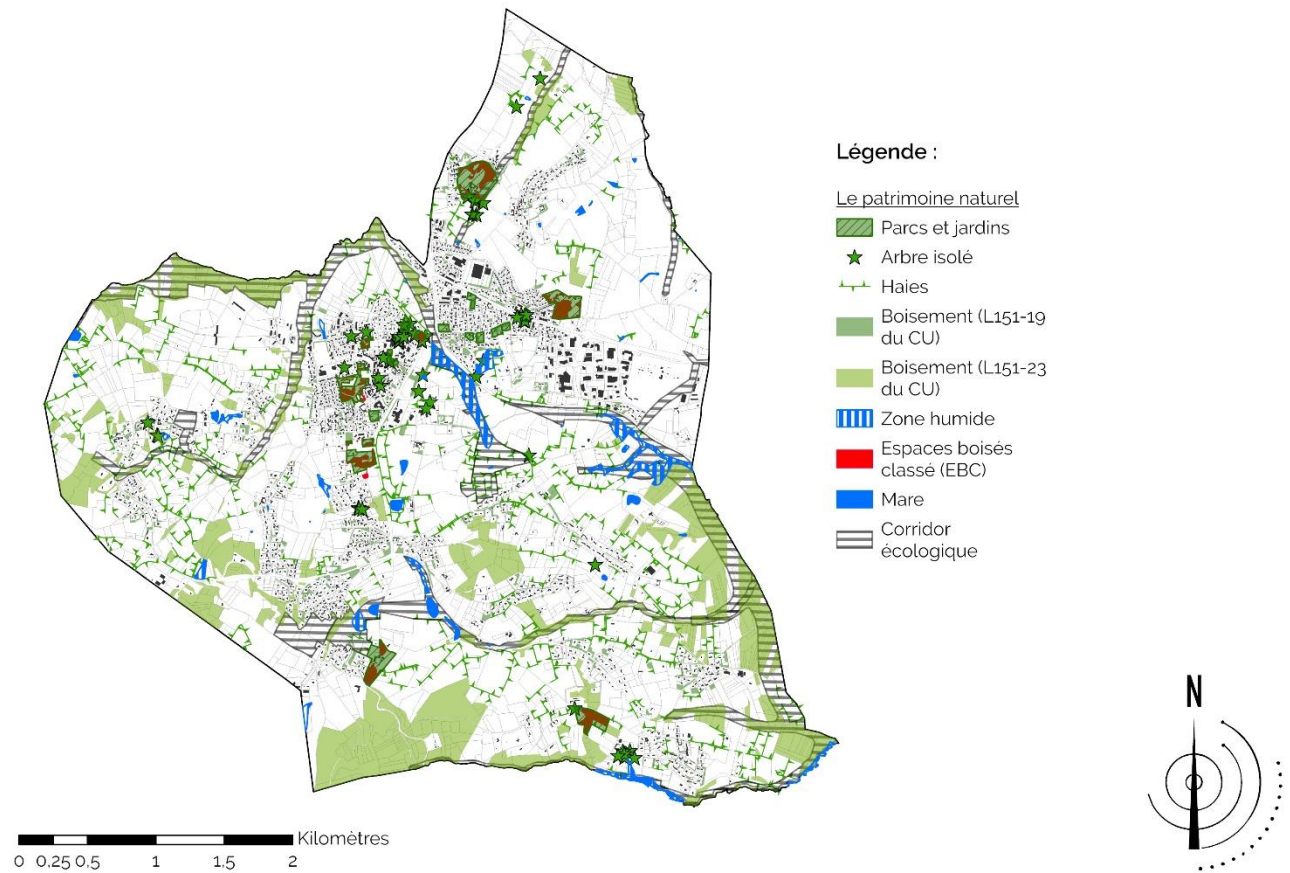 Légende :
Le patrimoine naturel
Parcs et jardins
Arbre isolé
Haies
Boisement (L151-19
du CU)
Boisement (L151-23
du CU)
Zone humide
Espaces boisés
classé (EBC)
Mare
Corridor
écologique
N
Kilomètres
0 0,25 0,5 1 1,5 2